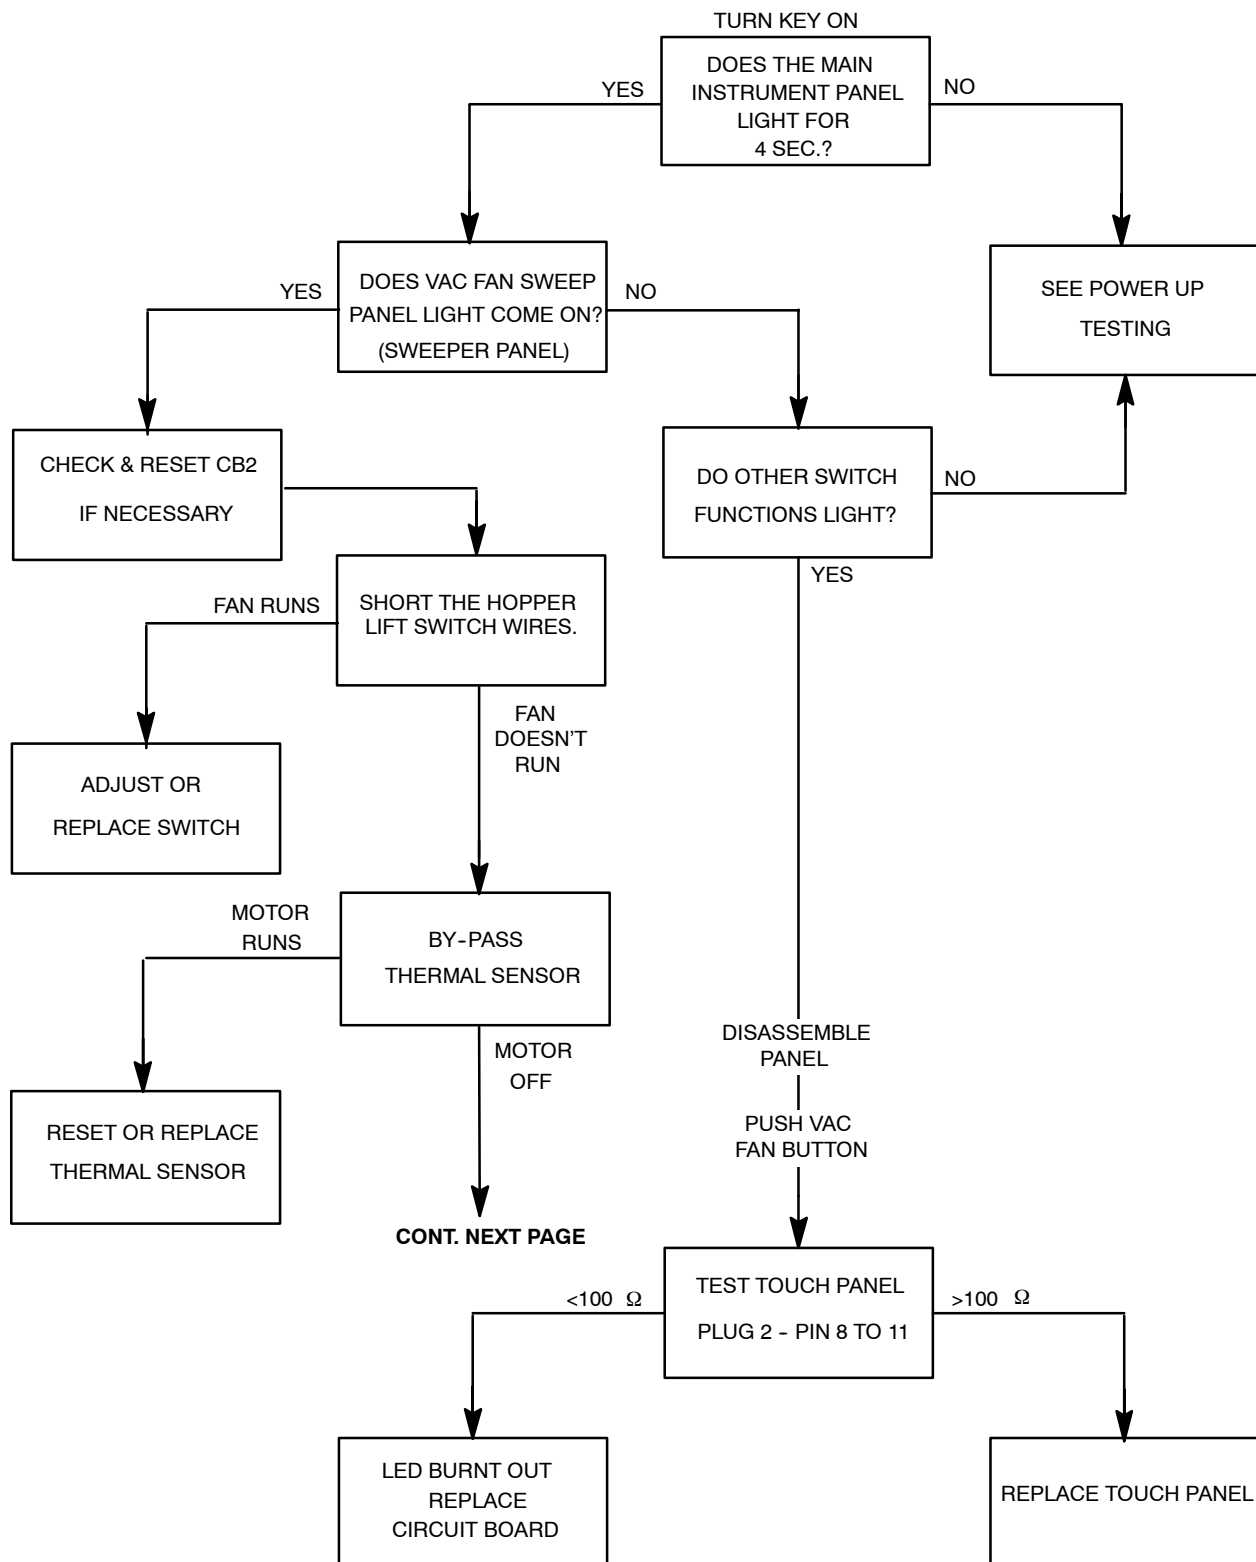 TURN KEY ON
DOES THE MAIN
INSTRUMENT PANEL
LIGHT FOR
4 SEC.?
YES
NO
DOES VAC FAN SWEEP
PANEL LIGHT COME ON?
(SWEEPER PANEL)
YES
NO
SEE POWER UP
TESTING
CHECK & RESET CB2
IF NECESSARY
DO OTHER SWITCH
FUNCTIONS LIGHT?
NO
YES
SHORT THE HOPPER
LIFT SWITCH WIRES.
FAN RUNS
FAN
DOESN'T
RUN
ADJUST OR
REPLACE SWITCH
MOTOR
RUNS
BY-PASS
THERMAL SENSOR
MOTOR
OFF
DISASSEMBLE
PANEL
PUSH VAC
FAN BUTTON
RESET OR REPLACE
THERMAL SENSOR
CONT. NEXT PAGE
TEST TOUCH PANEL
PLUG 2 - PIN 8 TO 11
<100 Ω
>100 Ω
LED BURNT OUT
REPLACE
CIRCUIT BOARD
REPLACE TOUCH PANEL